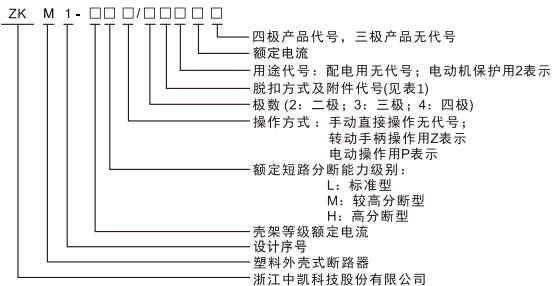 ZK M 1-□□□/□□□□□
四极产品代号，三极产品无代号
额定电流
用途代号：配电用无代号；电动机保护用2表示
脱扣方式及附件代号(见表1)
极数(2：二极；3：三极；4：四极)
操作方式：手动直接操作无代号；
转动手柄操作用Z表示
电动操作用P表示
额定短路分断能力级别：
L：标准型
M：较高分断型
H：高分断型
壳架等级额定电流
设计序号
塑料外壳式断路器
浙江中凯科技股份有限公司